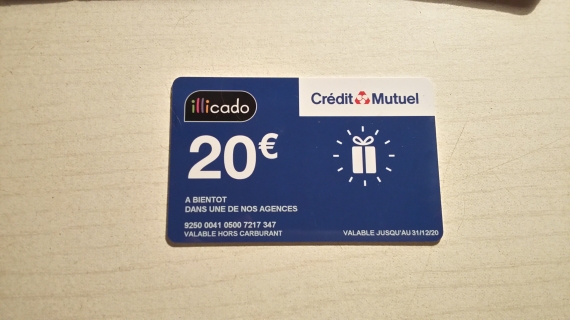 illicado
Crédit Mutuel
20€
A BIENTOT
DANS UNE DE NOS AGENCES
9250 0041 0500 7217 347
VALABLE HORS CARBURANT
VALABLE JUSQU'AU 31/12/20